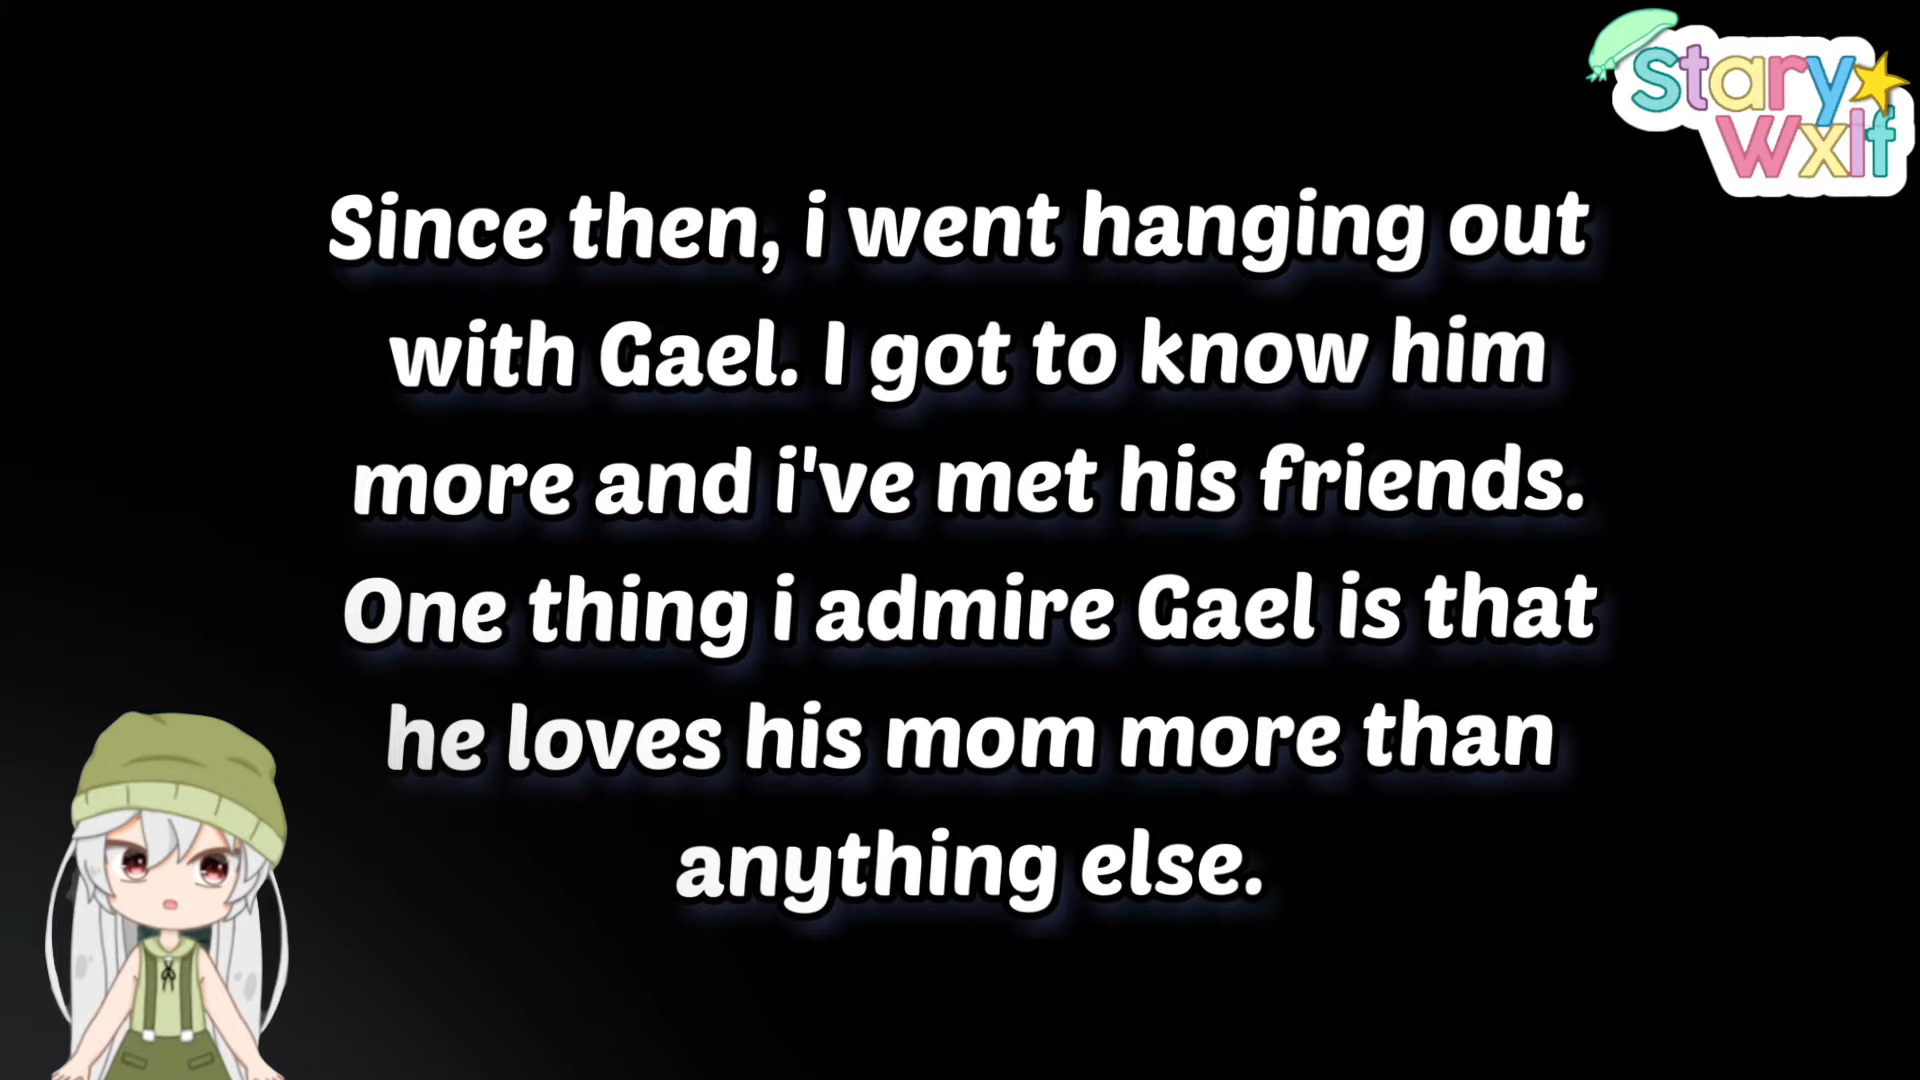 Stary
Wxlf
Since then, i went hanging out
with Gael. I got to know him
more and i've met his friends.
One thing i admire Gael is that
he loves his mom more than
anything else.